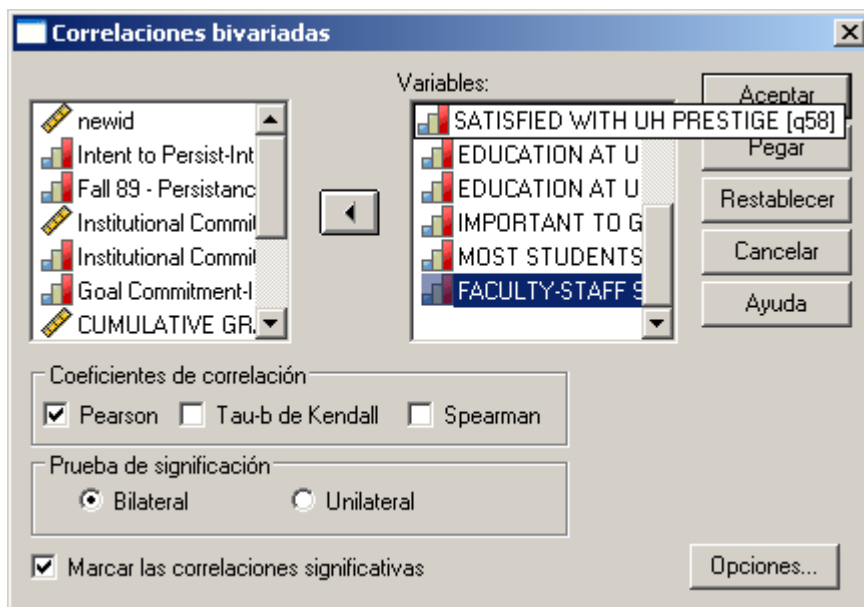 Correlaciones bivariadas
Variables:
newid
Intent to Persist-Int
Fall 89 - Persistanc
Institutional Commi
Institutional Commi
Goal Commitment-I
CUMULATIVE GR
SATISFIED WITH UH PRESTIGE [q58]
EDUCATION AT U
EDUCATION AT U
IMPORTANT TO G
MOST STUDENTS
FACULTY-STAFF S
Aceptar
Pegar
Restablecer
Cancelar
Ayuda
Coeficientes de correlación
Pearson Tau-b de Kendall Spearman
Prueba de significación
Bilateral Unilateral
Marcar las correlaciones significativas
Opciones...